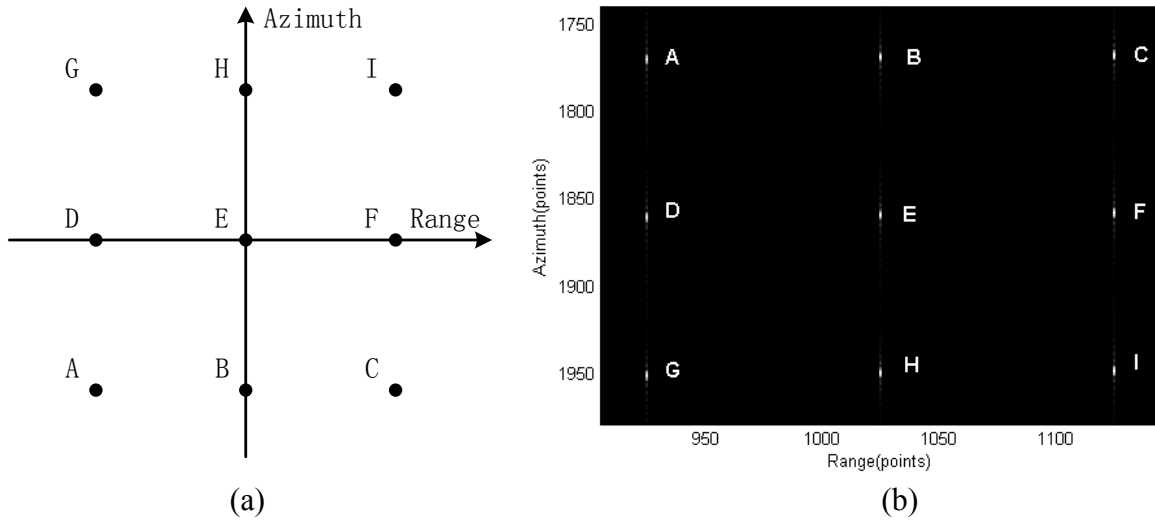 Azimuth
G H I
D E F Range
A B C
(a)
1750
1800
1850
1900
1950
Azimuth(points)
A B C
D E F
G H I
950 1000 1050 1100
Range(points)
(b)